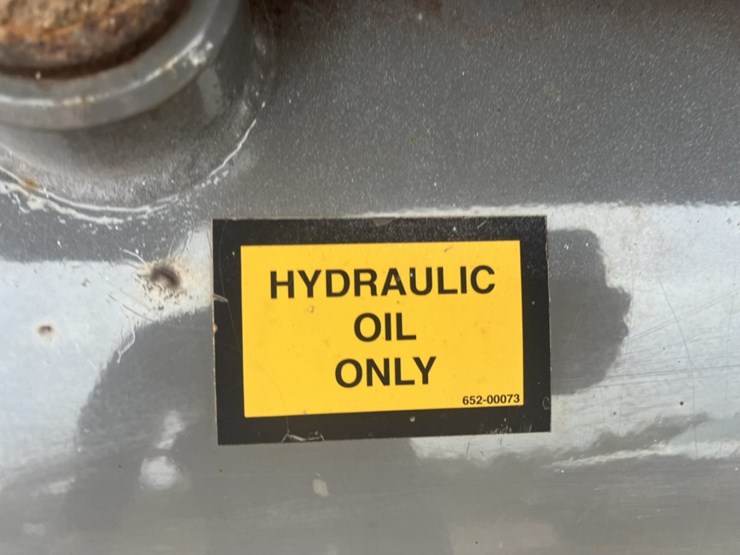 HYDRAULIC
OIL
ONLY
652-00073